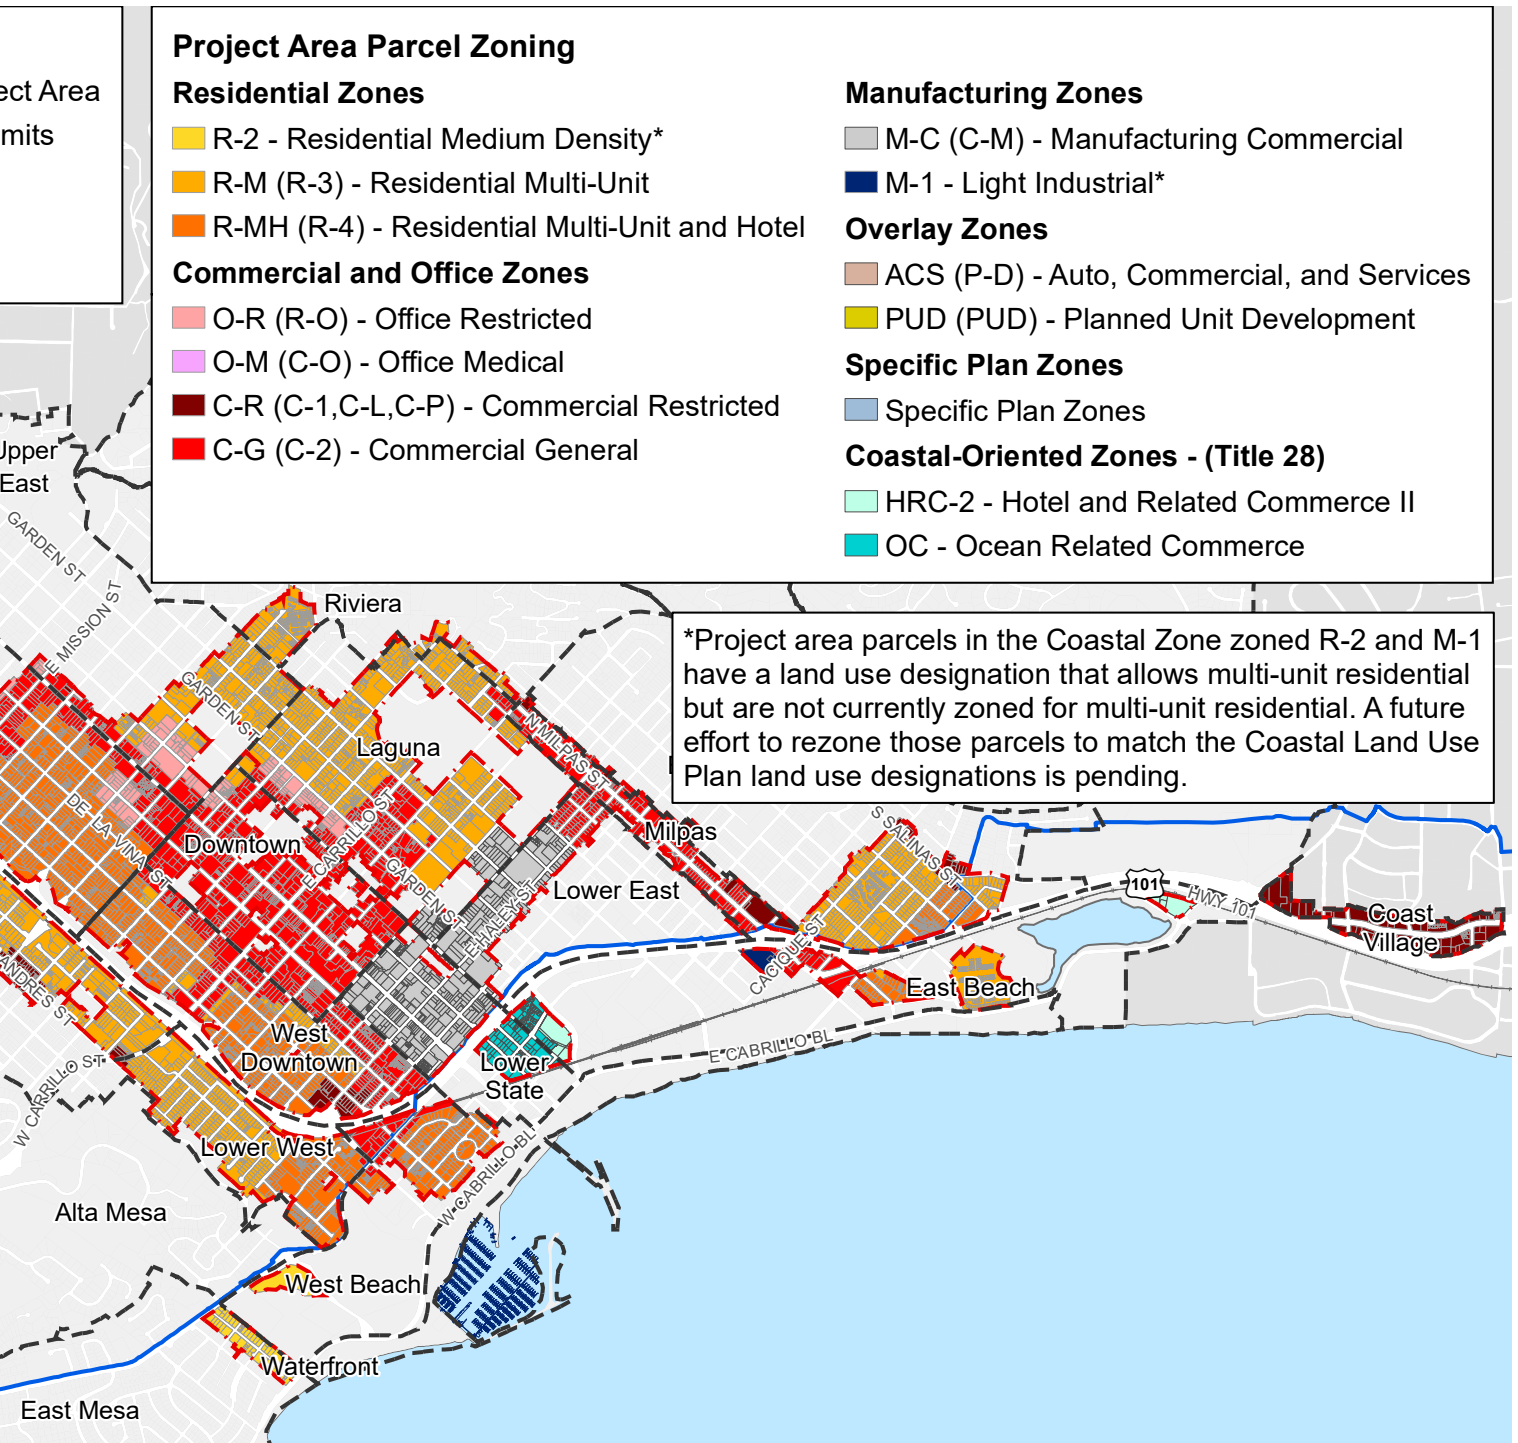 ect Area
mits
Project Area Parcel Zoning
Residential Zones
R-2 - Residential Medium Density*
R-M (R-3) - Residential Multi-Unit
R-MH (R-4) - Residential Multi-Unit and Hotel
Commercial and Office Zones
O-R (R-O) - Office Restricted
O-M (C-O) - Office Medical
C-R (C-1,C-L,C-P) - Commercial Restricted
C-G (C-2) - Commercial General
Manufacturing Zones
M-C (C-M) - Manufacturing Commercial
M-1 - Light Industrial*
Overlay Zones
ACS (P-D) - Auto, Commercial, and Services
PUD (PUD) - Planned Unit Development
Specific Plan Zones
Specific Plan Zones
Coastal-Oriented Zones - (Title 28)
HRC-2 - Hotel and Related Commerce II
OC - Ocean Related Commerce
*Project area parcels in the Coastal Zone zoned R-2 and M-1
have a land use designation that allows multi-unit residential
but are not currently zoned for multi-unit residential. A future
effort to rezone those parcels to match the Coastal Land Use
Plan land use designations is pending.
Upper
East
GARDEN ST
E MISSION ST
Riviera
GARDEN ST
Laguna
N MILPAS ST
DE LA VINA ST
Downtown
E CARRILLO ST
GARDEN ST
E HALEY ST
Milpas
Lower East
S SALINAS ST
101
HWY 101
Coast
Village
CACIQUE ST
East Beach
ANDRES ST
West
Downtown
Lower
State
E CABRILLO BL
W CARRILLO ST
Lower West
W CABRILLO BL
Alta Mesa
West Beach
Waterfront
East Mesa